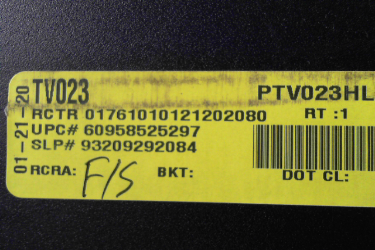 01-21-20
TV023 PTV023HL
RCTR 01761010121202080 RT :1
UPC# 60958525297
SLP# 93209292084
RCRA: F/S BKT: DOT CL: